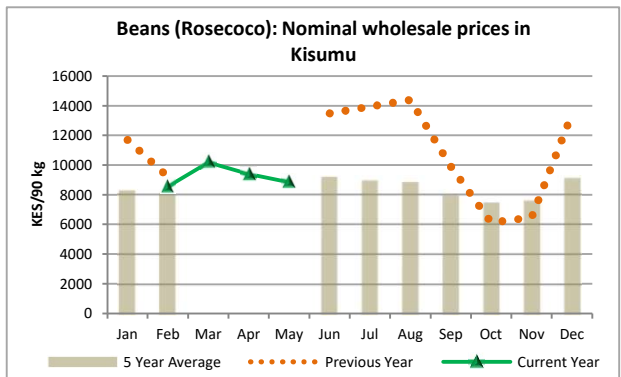 Beans (Rosecoco): Nominal wholesale prices in
Kisumu
KES/90 kg
16000
14000
12000
10000
8000
6000
4000
2000
0
Jan Feb Mar Apr May Jun Jul Aug Sep Oct Nov Dec
5 Year Average Previous Year Current Year